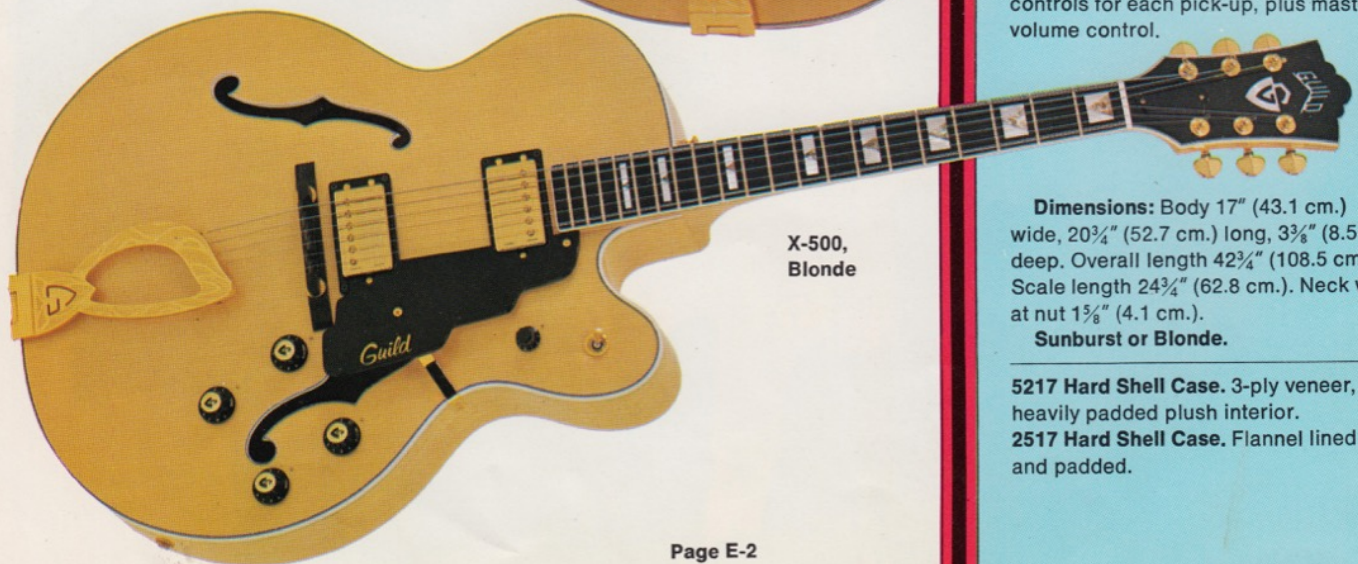 controls for each pick-up, plus mast
volume control.
GUILD
G
Guild
X-500,
Blonde
Dimensions: Body 17″ (43.1 cm.)
wide, 20¾″ (52.7 cm.) long, 3⅜″ (8.5
deep. Overall length 42¾″ (108.5 cm
Scale length 24¾″ (62.8 cm.). Neck w
at nut 1⅝″ (4.1 cm.).
Sunburst or Blonde.
5217 Hard Shell Case. 3-ply veneer,
heavily padded plush interior.
2517 Hard Shell Case. Flannel lined
and padded.
Page E-2